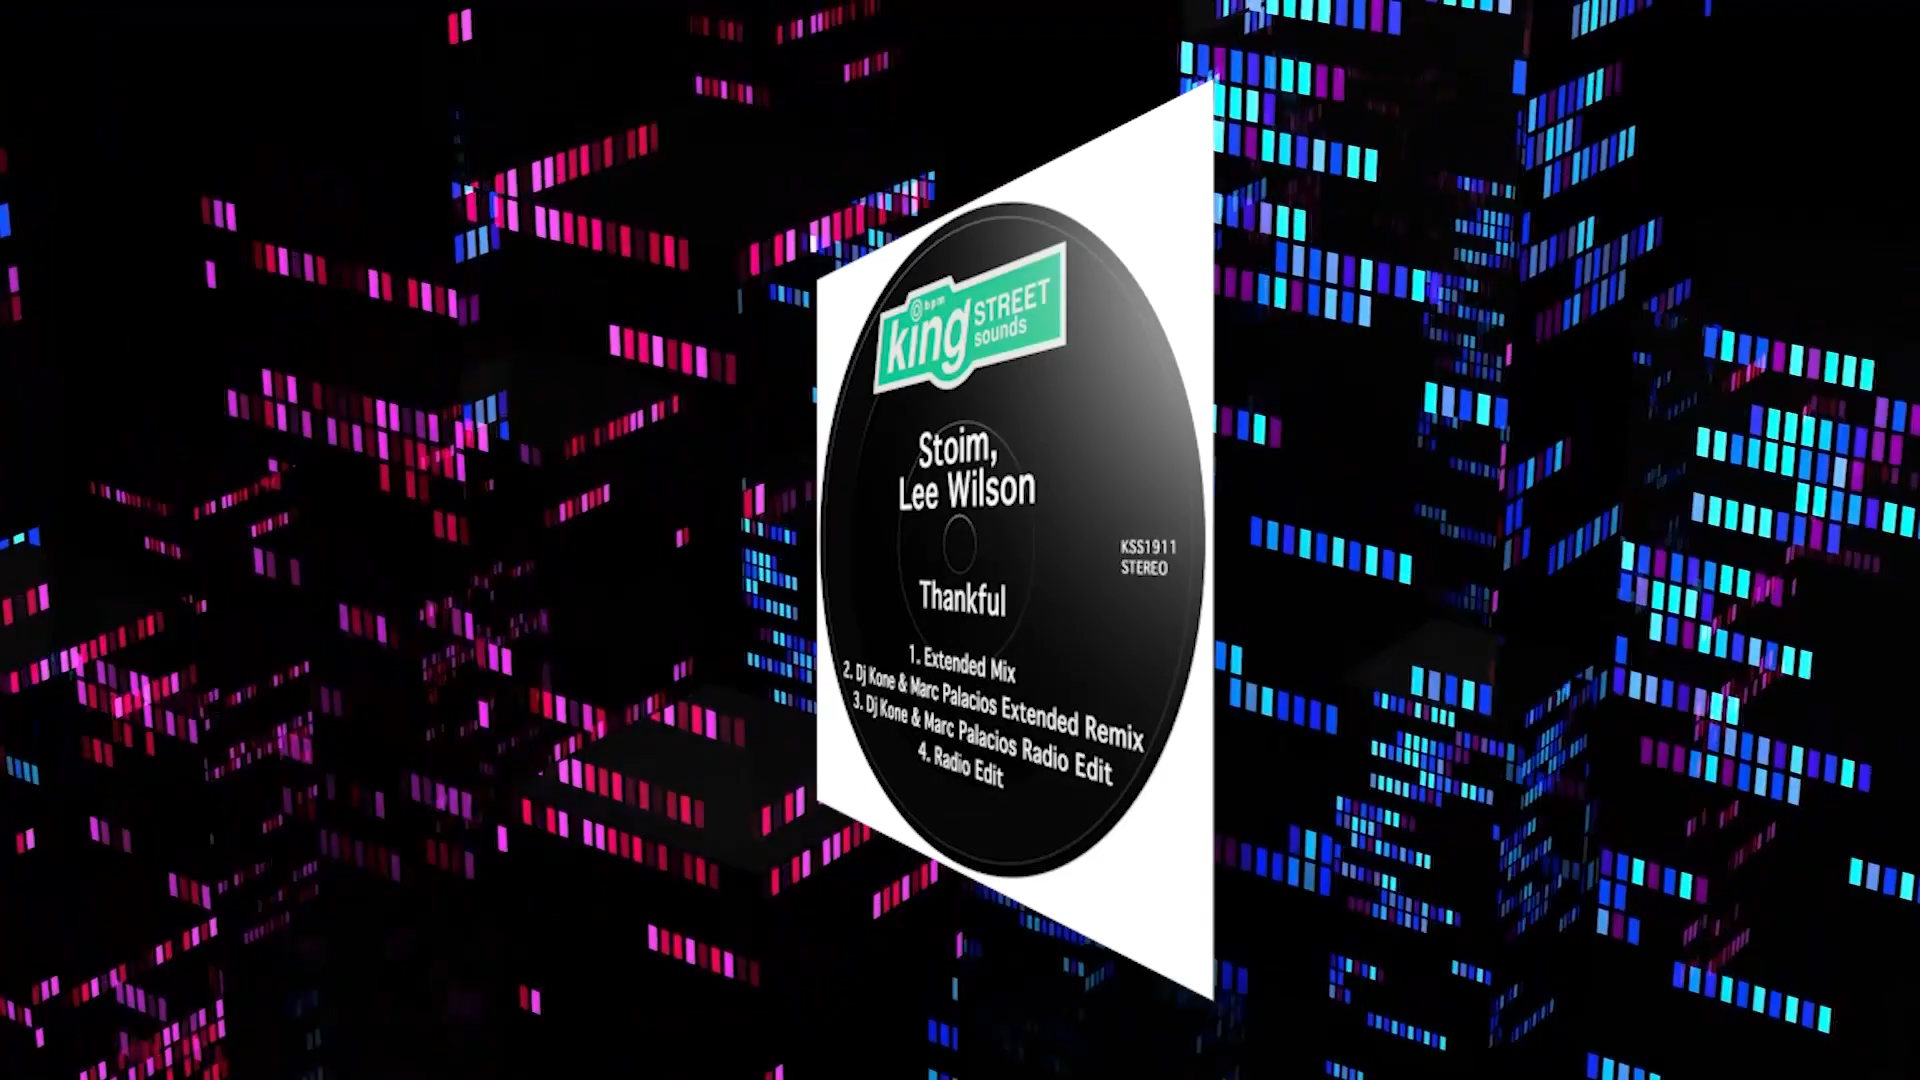 bpm
king STREET
sounds
Stoim,
Lee Wilson
KSS1911
STEREO
Thankful
1. Extended Mix
2. Dj Kone & Marc Palacios Extended Remix
3. Dj Kone & Marc Palacios Radio Edit
4. Radio Edit